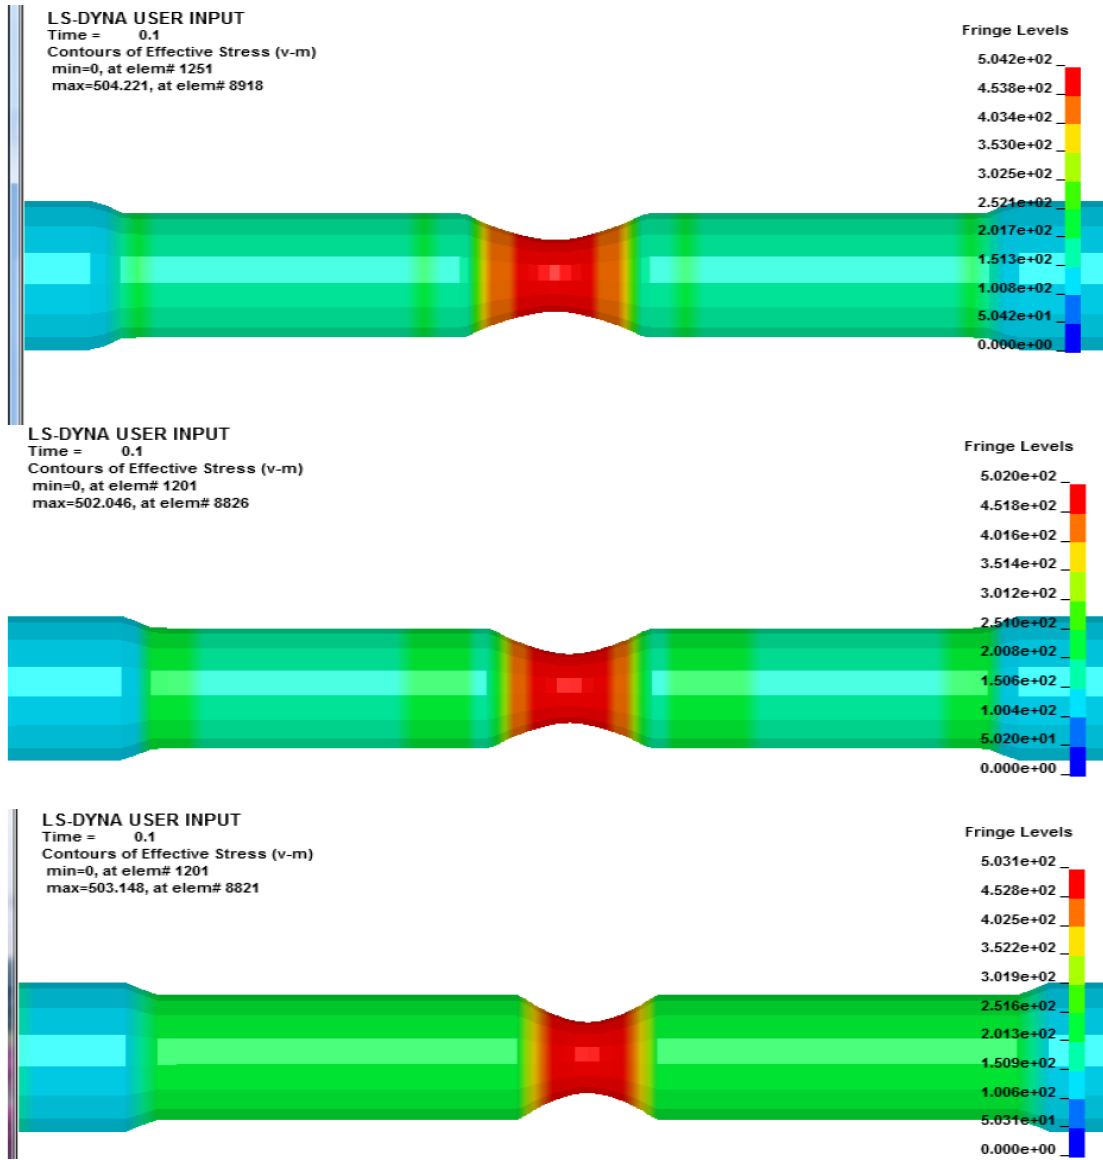 LS-DYNA USER INPUT
Time = 0.1
Contours of Effective Stress (v-m)
min=0, at elem# 1251
max=504.221, at elem# 8918
Fringe Levels
5.042e+02 _
4.538e+02 _
4.034e+02 _
3.530e+02 _
3.025e+02 _
2.521e+02 _
2.017e+02 _
1.513e+02 _
1.008e+02 _
5.042e+01 _
0.000e+00 _
LS-DYNA USER INPUT
Time = 0.1
Contours of Effective Stress (v-m)
min=0, at elem# 1201
max=502.046, at elem# 8826
Fringe Levels
5.020e+02 _
4.518e+02 _
4.016e+02 _
3.514e+02 _
3.012e+02 _
2.510e+02 _
2.008e+02 _
1.506e+02 _
1.004e+02 _
5.020e+01 _
0.000e+00 _
LS-DYNA USER INPUT
Time = 0.1
Contours of Effective Stress (v-m)
min=0, at elem# 1201
max=503.148, at elem# 8821
Fringe Levels
5.031e+02 _
4.528e+02 _
4.025e+02 _
3.522e+02 _
3.019e+02 _
2.516e+02 _
2.013e+02 _
1.509e+02 _
1.006e+02 _
5.031e+01 _
0.000e+00 _